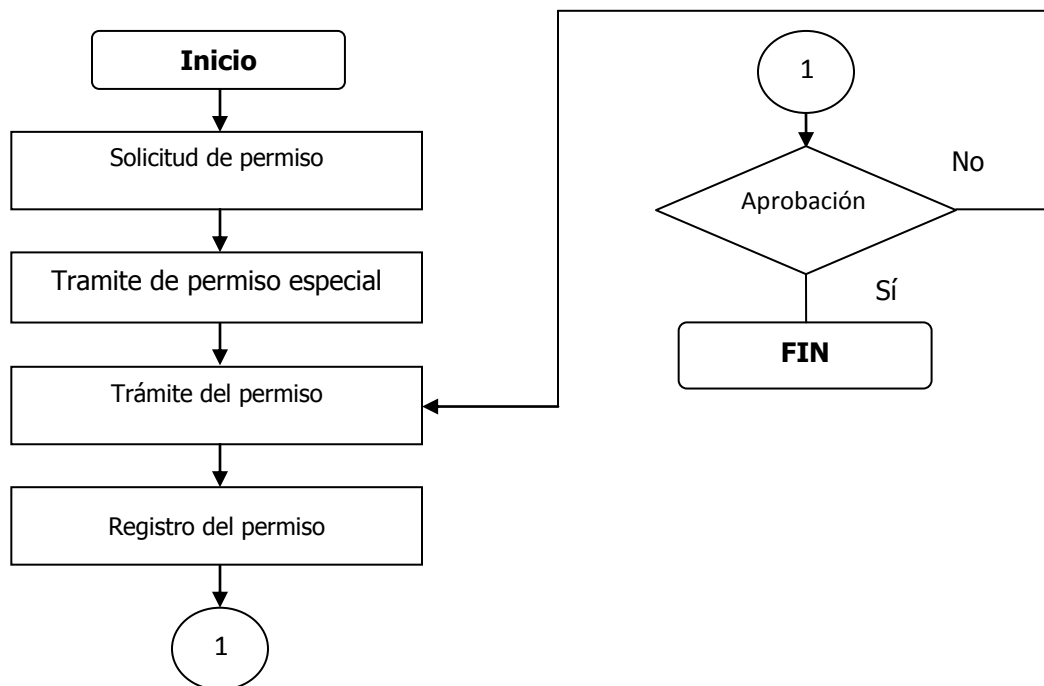 Inicio
Solicitud de permiso
Tramite de permiso especial
Trámite del permiso
Registro del permiso
1
1
Aprobación
No
Sí
FIN